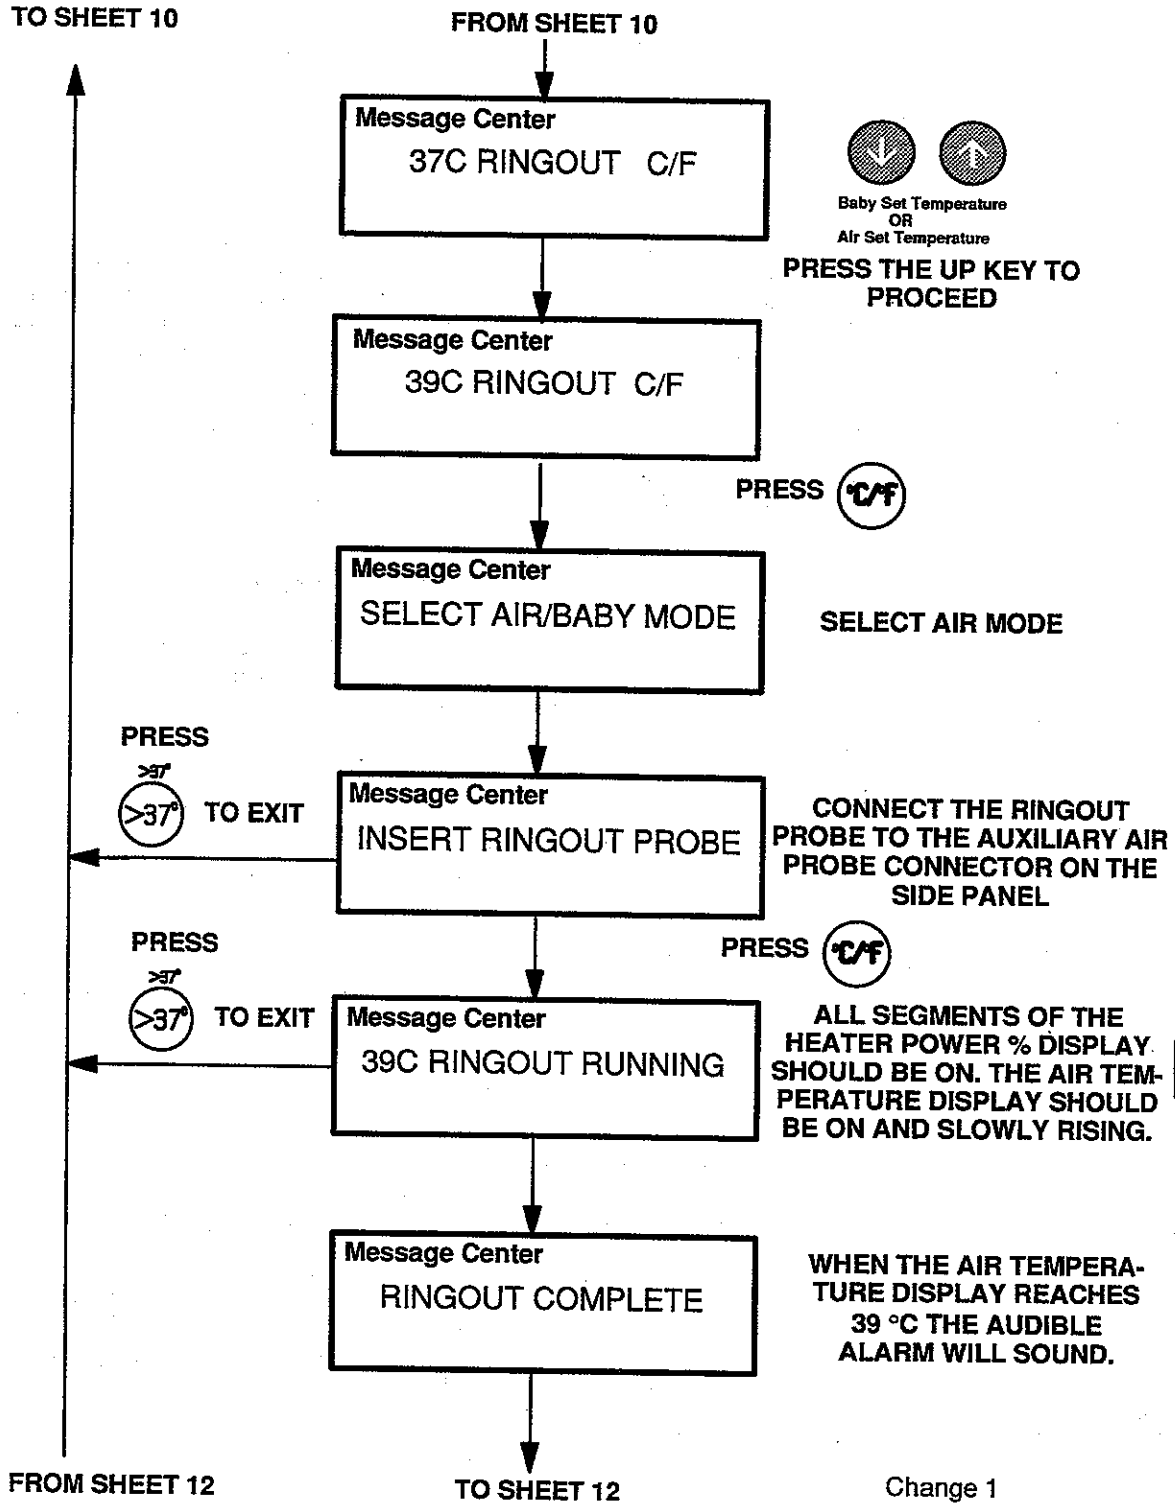 TO SHEET 10
FROM SHEET 10
Message Center
37C RINGOUT C/F
Baby Set Temperature
OR
Air Set Temperature
PRESS THE UP KEY TO
PROCEED
Message Center
39C RINGOUT C/F
PRESS °C/°F
Message Center
SELECT AIR/BABY MODE
SELECT AIR MODE
PRESS
>37°
>37° TO EXIT
Message Center
INSERT RINGOUT PROBE
CONNECT THE RINGOUT
PROBE TO THE AUXILIARY AIR
PROBE CONNECTOR ON THE
SIDE PANEL
PRESS °C/°F
PRESS
>37°
>37° TO EXIT
Message Center
39C RINGOUT RUNNING
ALL SEGMENTS OF THE
HEATER POWER % DISPLAY
SHOULD BE ON. THE AIR TEM-
PERATURE DISPLAY SHOULD
BE ON AND SLOWLY RISING.
Message Center
RINGOUT COMPLETE
WHEN THE AIR TEMPERA-
TURE DISPLAY REACHES
39 °C THE AUDIBLE
ALARM WILL SOUND.
FROM SHEET 12
TO SHEET 12
Change 1